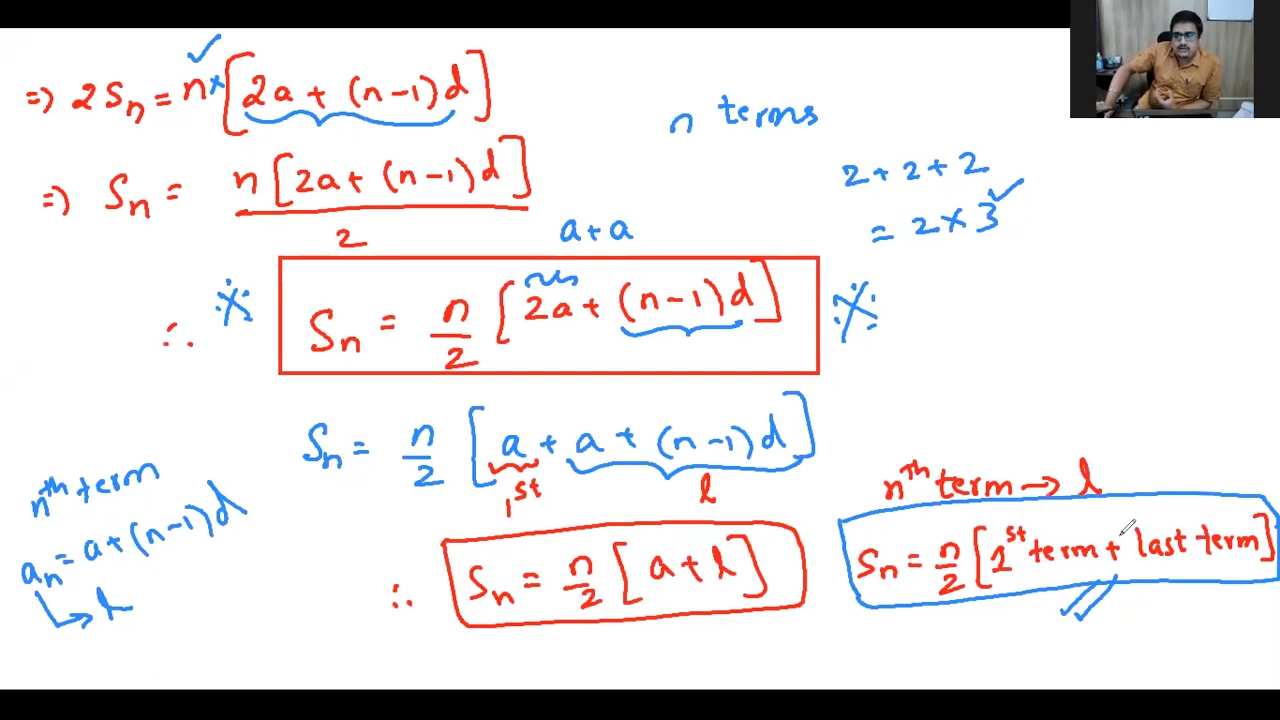 ⇒ 2Sn = n × [2a + (n-1)d]
n terms
⇒ Sn = n[2a + (n-1)d] / 2
2 + 2 + 2
= 2 × 3
a + a
∴ Sn = n/2 [2a + (n-1)d]
Sn = n/2 [a + a + (n-1)d]
1st l
nth term
an = a + (n-1)d
→ l
∴ Sn = n/2 [a + l]
nth term → l
Sn = n/2 [1st term + last term]